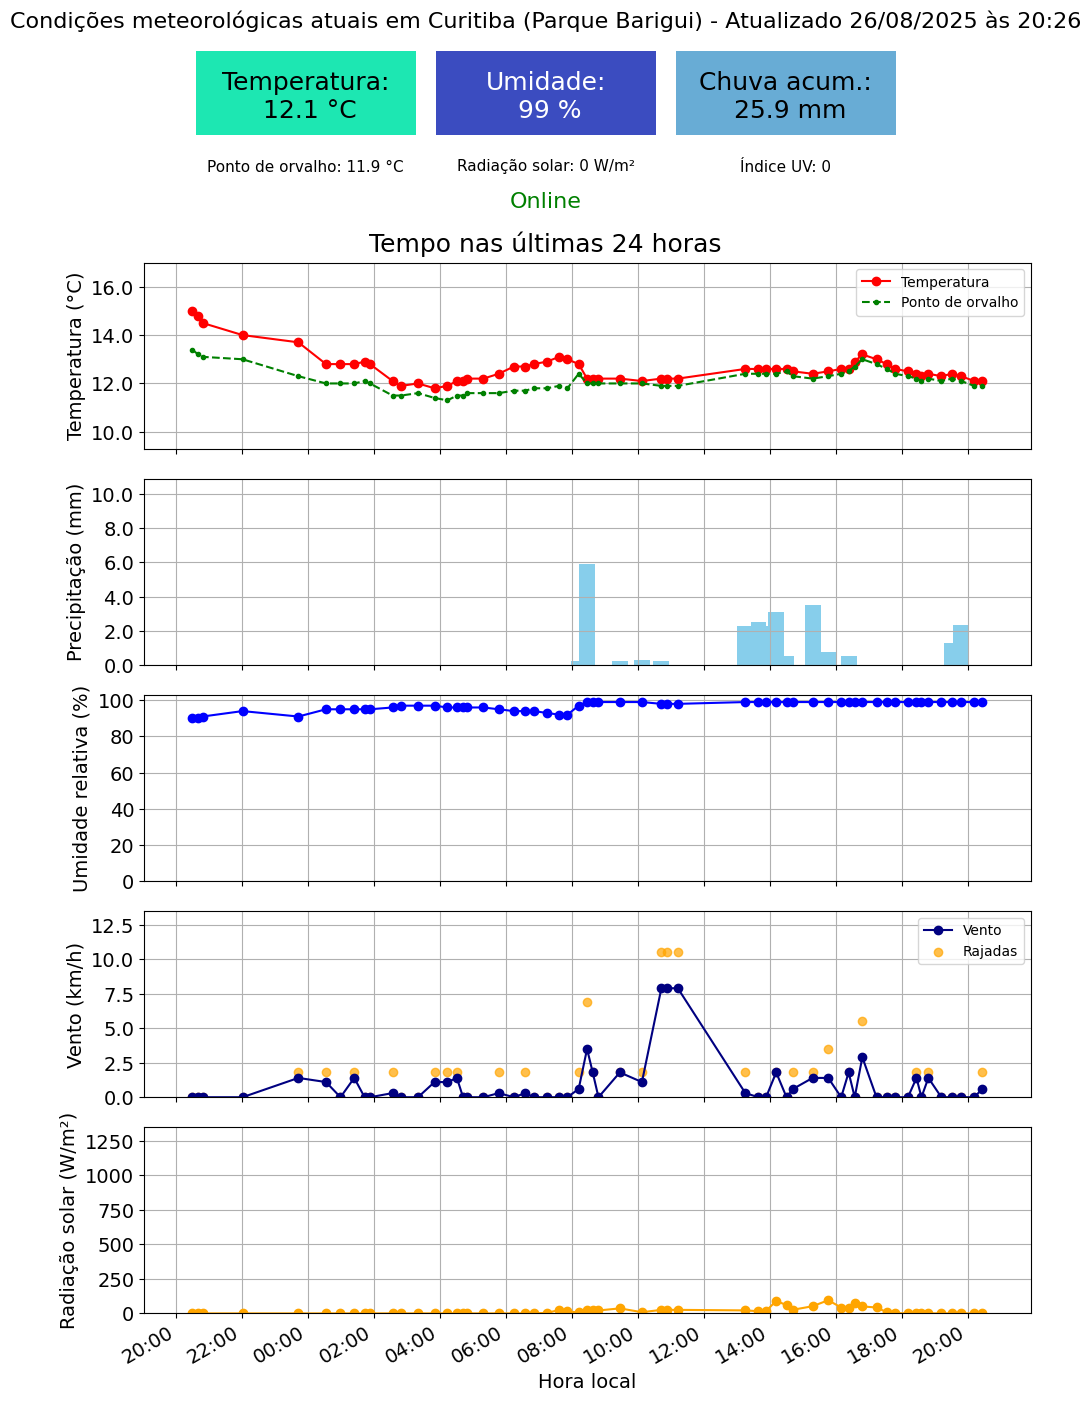 Condições meteorológicas atuais em Curitiba (Parque Barigui) - Atualizado 26/08/2025 às 20:26
Temperatura:
12.1 °C
Umidade:
99 %
Chuva acum.:
25.9 mm
Ponto de orvalho: 11.9 °C
Radiação solar: 0 W/m²
Índice UV: 0
Online
Tempo nas últimas 24 horas
Temperatura (°C)
16.0
14.0
12.0
10.0
Temperatura
Ponto de orvalho
Precipitação (mm)
10.0
8.0
6.0
4.0
2.0
0.0
Umidade relativa (%)
100
80
60
40
20
0
Vento (km/h)
12.5
10.0
7.5
5.0
2.5
0.0
Vento
Rajadas
Radiação solar (W/m²)
1250
1000
750
500
250
0
20:00
22:00
00:00
02:00
04:00
06:00
08:00
10:00
12:00
14:00
16:00
18:00
20:00
Hora local